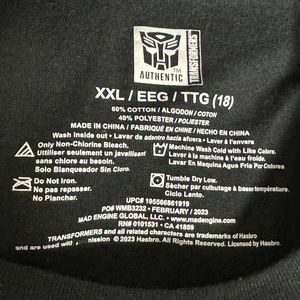 TRANSFORMERS
™
AUTHENTIC
XXL / EEG / TTG (18)
60% COTTON / ALGODON / COTON
40% POLYESTER / POLIESTER
MADE IN CHINA / FABRIQUÉ EN CHINE / HECHO EN CHINA
Wash inside out • Lavar de adentro hacia afuera • Laver à l'envers
Only Non-Chlorine Bleach.
Utiliser seulement un javellisant
sans chlore.
Solo Blanqueador Sin Cloro.
Machine Wash Cold with Like Colors.
Laver à la Machine Eau Froid.
Lavar En Maquina Agua Fria Por Colores
Do Not Iron.
Ne pas repasser.
No Planchar.
Tumble Dry Low.
Sécher par culbutage à basse température.
Ciclo Lento.
UPC# 195566861919
PO# WMB3232 • FEBRUARY / 2023
MAD ENGINE GLOBAL, LLC. • www.madengine.com
RN# 0101531 • CA 41859
TRANSFORMERS and all related characters are trademarks of Hasbro
and are used with permission. © 2023 Hasbro. All Rights Reserved. Licensed by Hasbro.